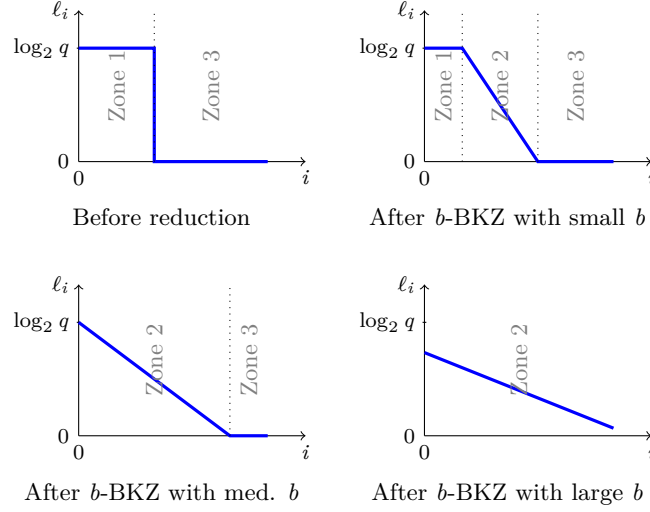 ℓᵢ
log₂ q
Zone 1
Zone 3
0
0
i
Before reduction
ℓᵢ
log₂ q
Zone 1
Zone 2
Zone 3
0
0
i
After b-BKZ with small b
ℓᵢ
log₂ q
Zone 2
Zone 3
0
0
i
After b-BKZ with med. b
ℓᵢ
log₂ q
Zone 2
0
0
i
After b-BKZ with large b